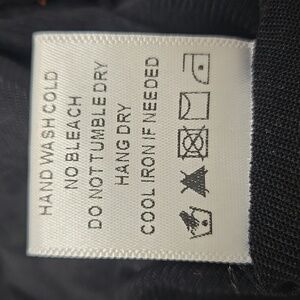 HAND WASH COLD
NO BLEACH
DO NOT TUMBLE DRY
HANG DRY
COOL IRON IF NEEDED